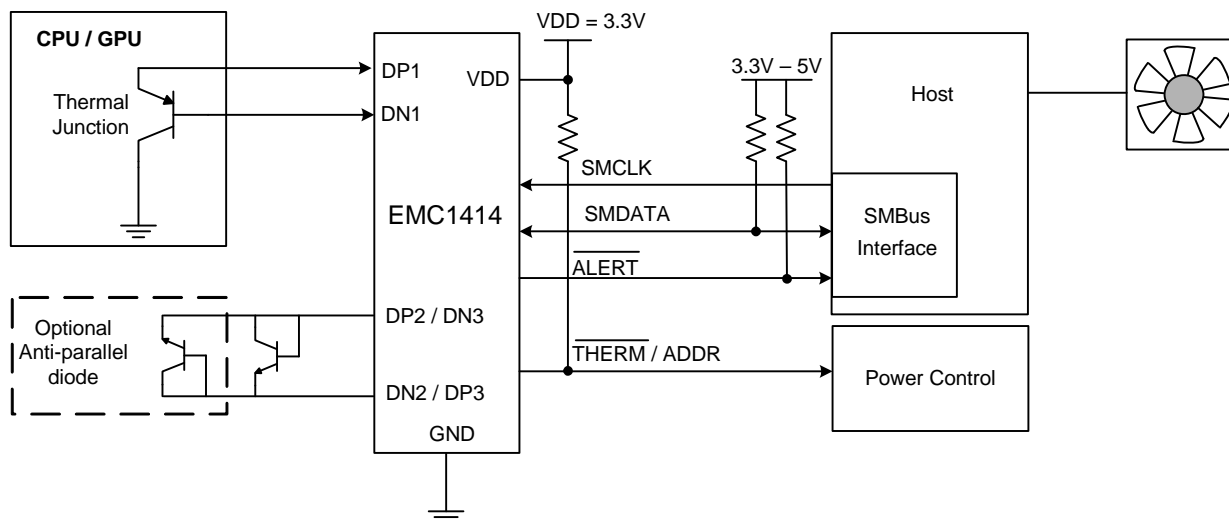 CPU / GPU
Thermal
Junction
DP1
DN1
VDD
VDD = 3.3V
3.3V – 5V
Host
SMCLK
SMDATA
ALERT
SMBus
Interface
EMC1414
Optional
Anti-parallel
diode
DP2 / DN3
DN2 / DP3
THERM / ADDR
Power Control
GND